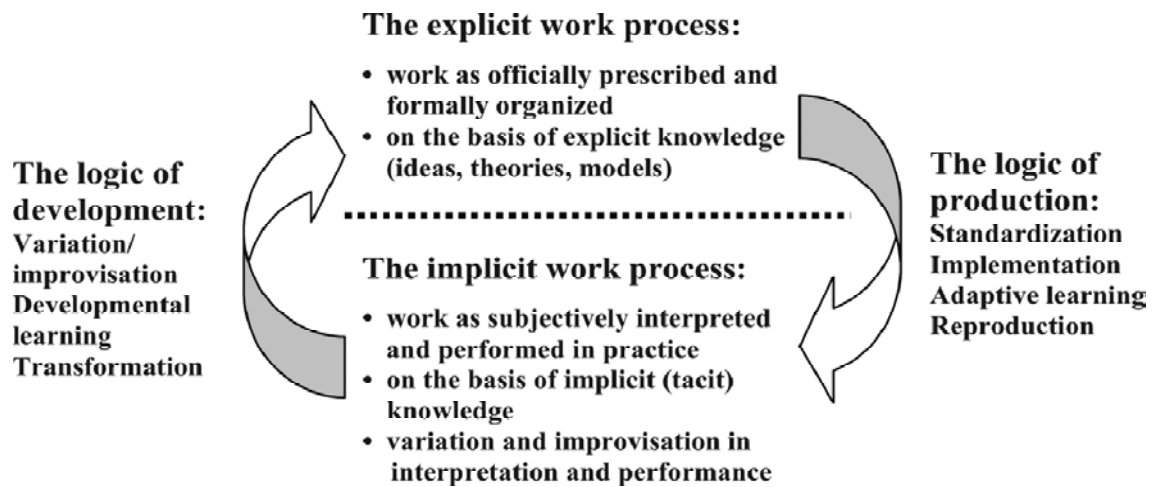 The explicit work process:
• work as officially prescribed and
formally organized
• on the basis of explicit knowledge
(ideas, theories, models)
The logic of
development:
Variation/
improvisation
Developmental
learning
Transformation
The logic of
production:
Standardization
Implementation
Adaptive learning
Reproduction
The implicit work process:
• work as subjectively interpreted
and performed in practice
• on the basis of implicit (tacit)
knowledge
• variation and improvisation in
interpretation and performance